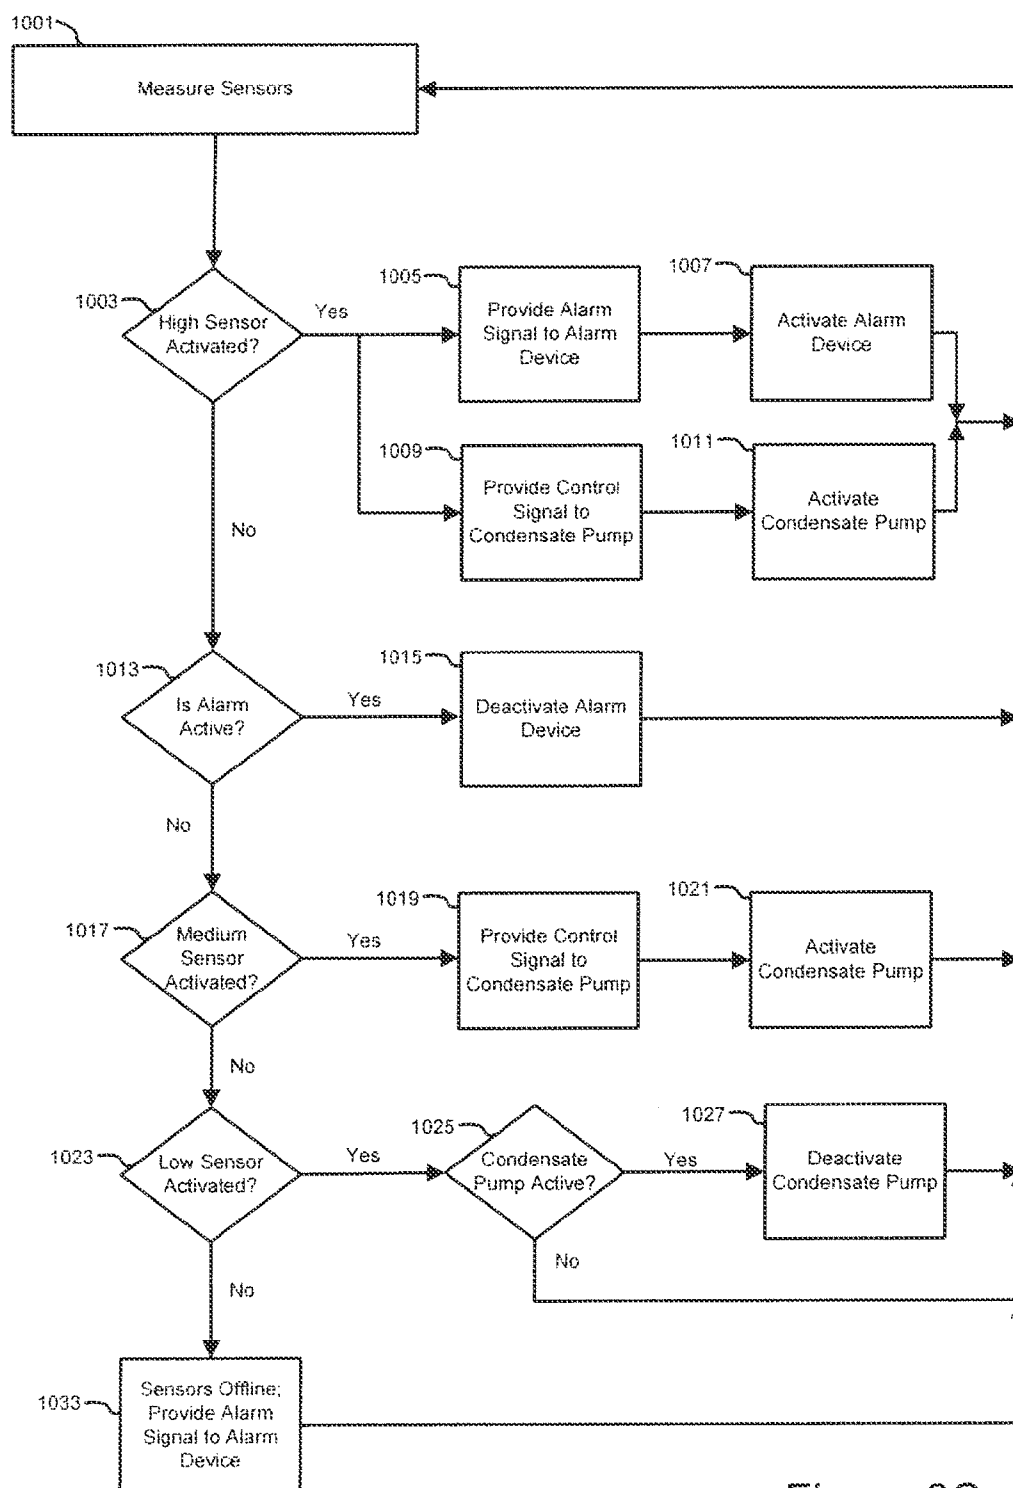 1001
Measure Sensors
1003
High Sensor
Activated?
Yes
1005
Provide Alarm
Signal to Alarm
Device
1007
Activate Alarm
Device
1009
Provide Control
Signal to
Condensate Pump
1011
Activate
Condensate Pump
No
1013
Is Alarm
Active?
Yes
1015
Deactivate Alarm
Device
No
1017
Medium
Sensor
Activated?
Yes
1019
Provide Control
Signal to
Condensate Pump
1021
Activate
Condensate Pump
No
1023
Low Sensor
Activated?
Yes
1025
Condensate
Pump Active?
Yes
1027
Deactivate
Condensate Pump
No
No
1033
Sensors Offline;
Provide Alarm
Signal to Alarm
Device